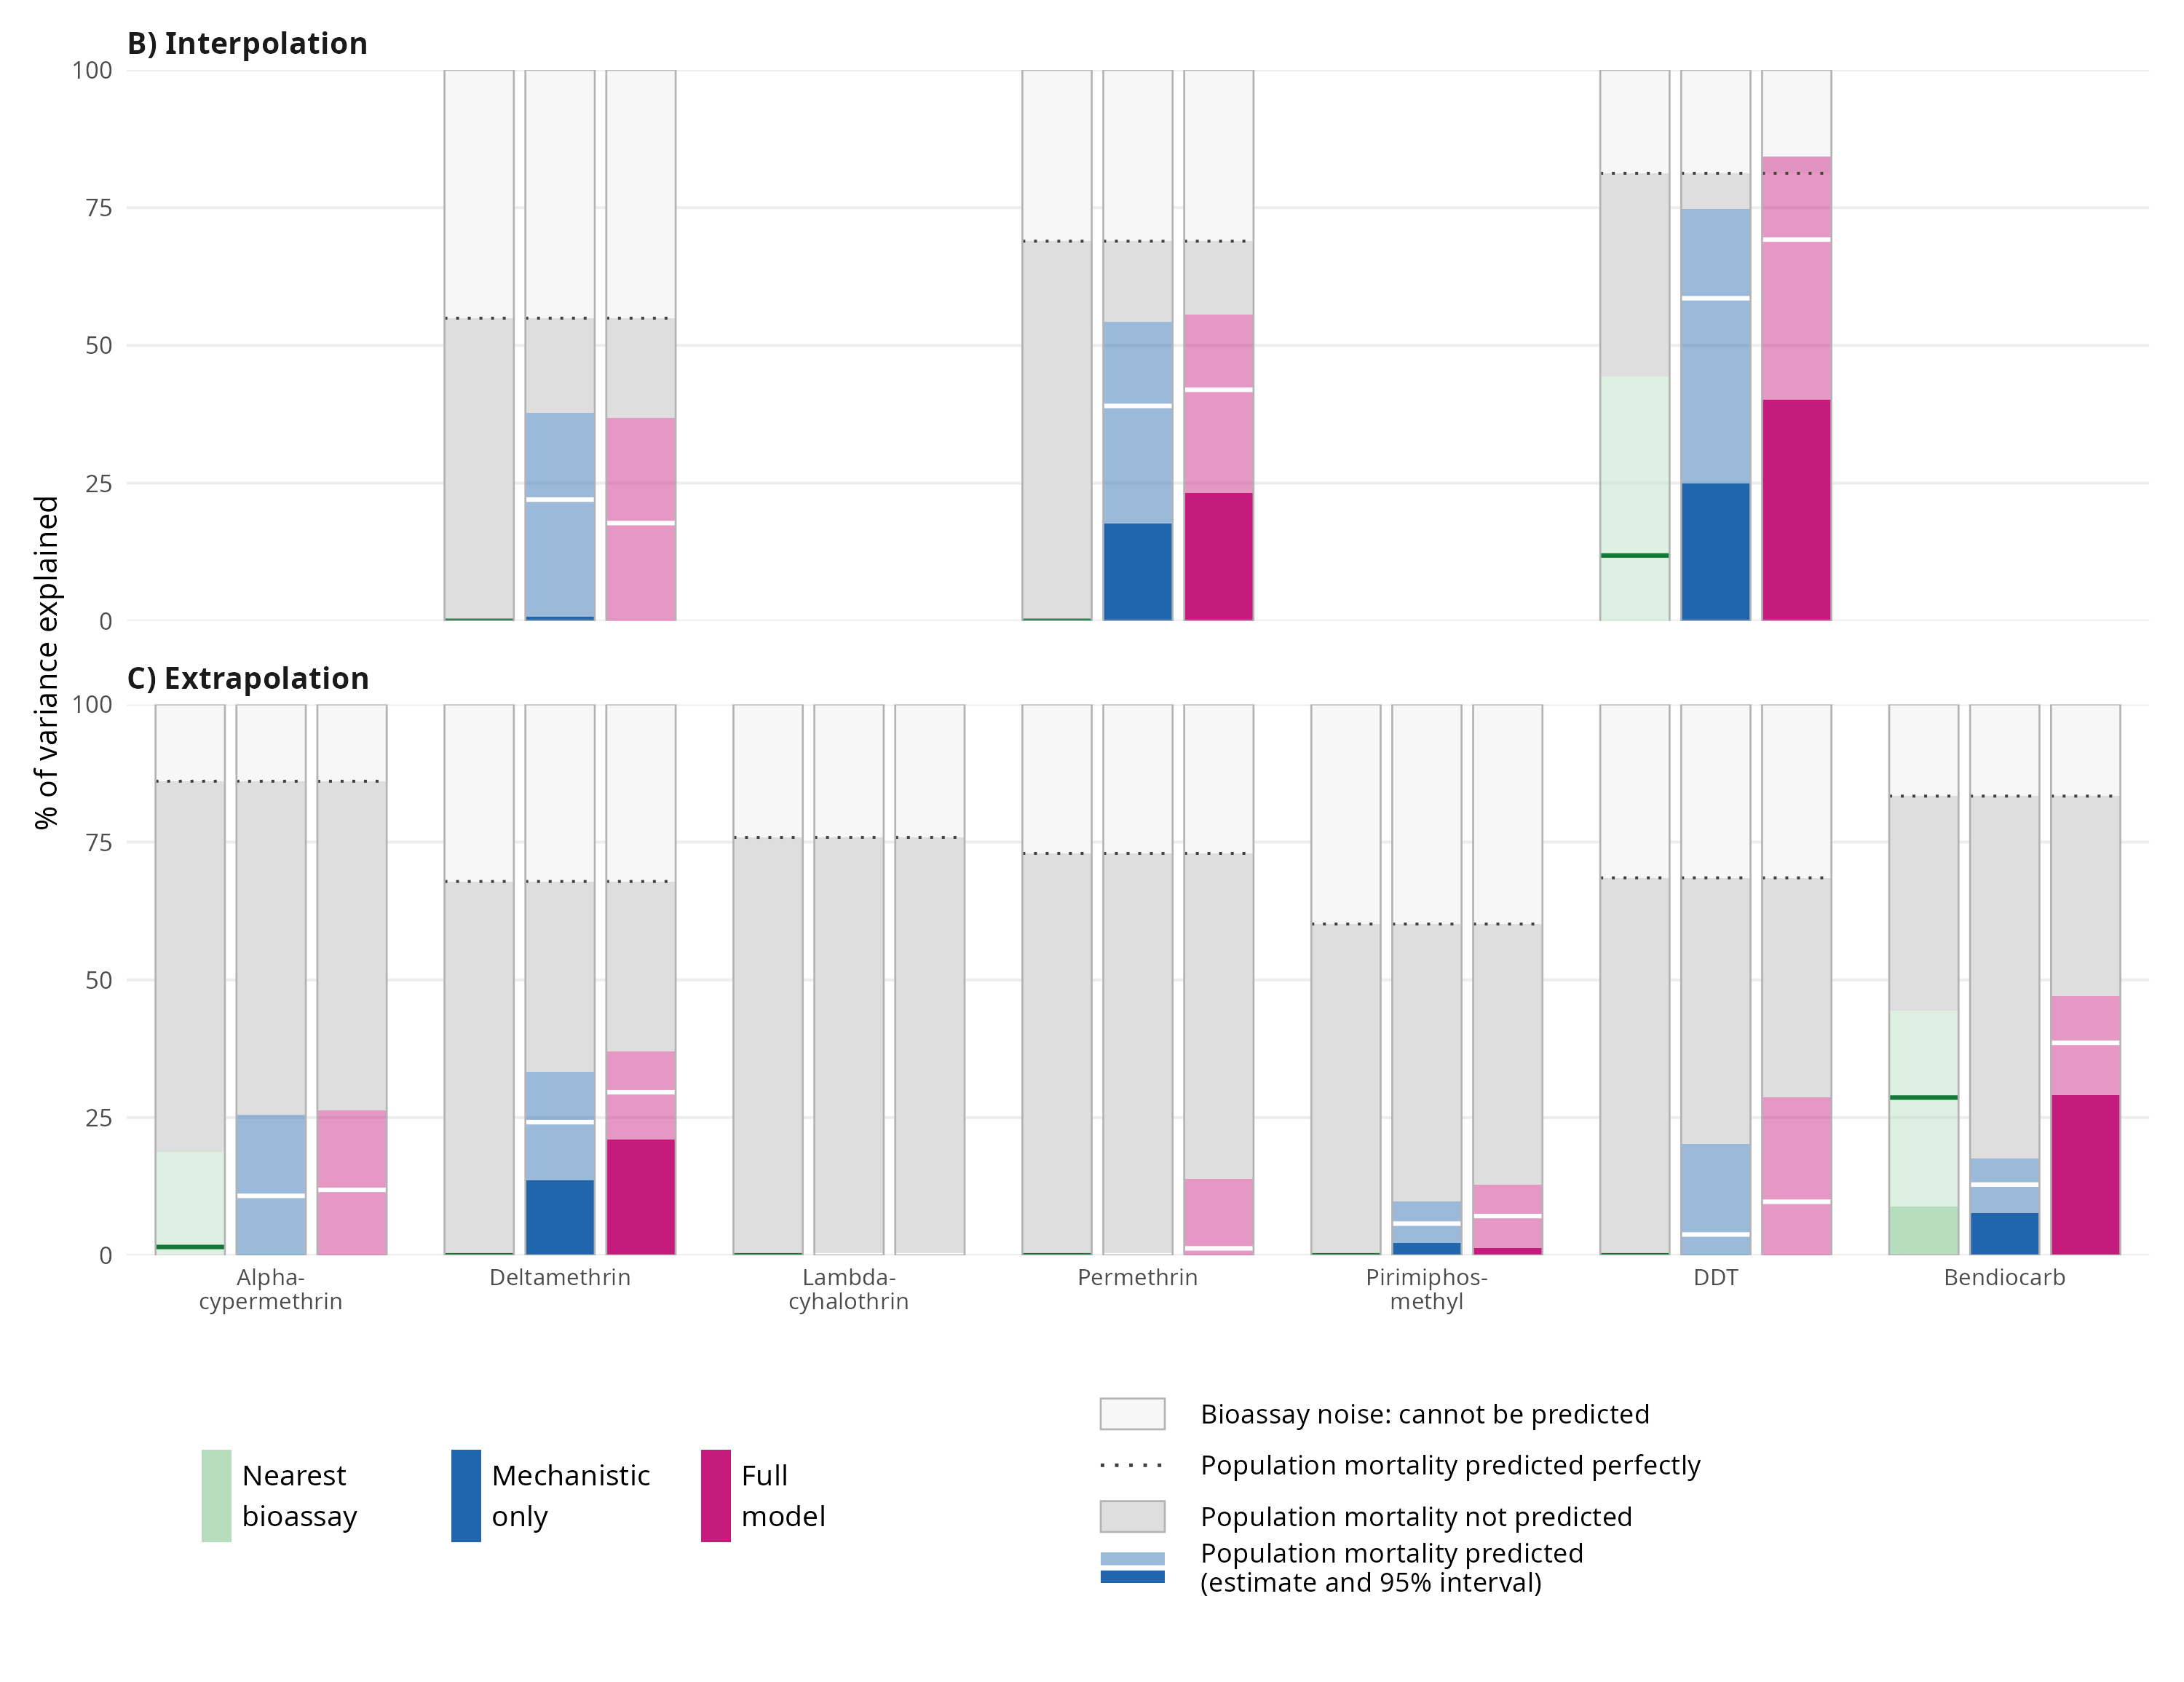 B) Interpolation
100
75
50
25
0
% of variance explained
C) Extrapolation
100
75
50
25
0
Alpha-
cypermethrin
Deltamethrin
Lambda-
cyhalothrin
Permethrin
Pirimiphos-
methyl
DDT
Bendiocarb
Nearest
bioassay
Mechanistic
only
Full
model
Bioassay noise: cannot be predicted
Population mortality predicted perfectly
Population mortality not predicted
Population mortality predicted
(estimate and 95% interval)